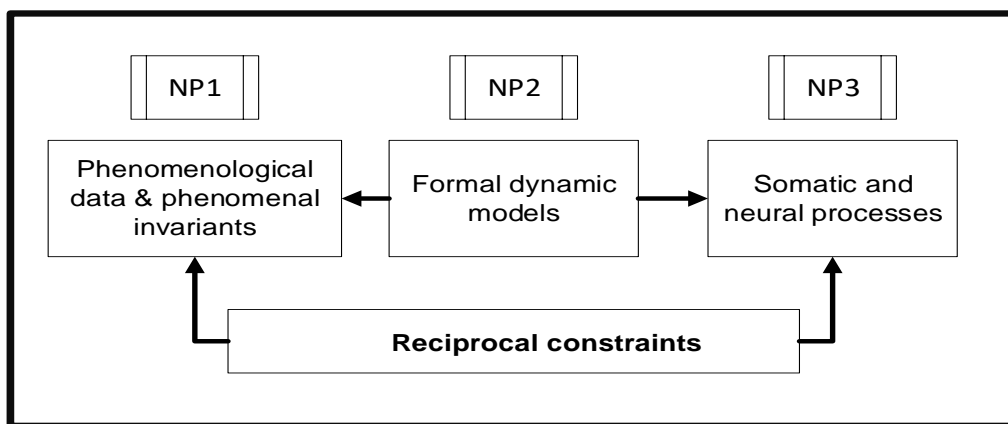 NP1
NP2
NP3
Phenomenological
data & phenomenal
invariants
Formal dynamic
models
Somatic and
neural processes
Reciprocal constraints